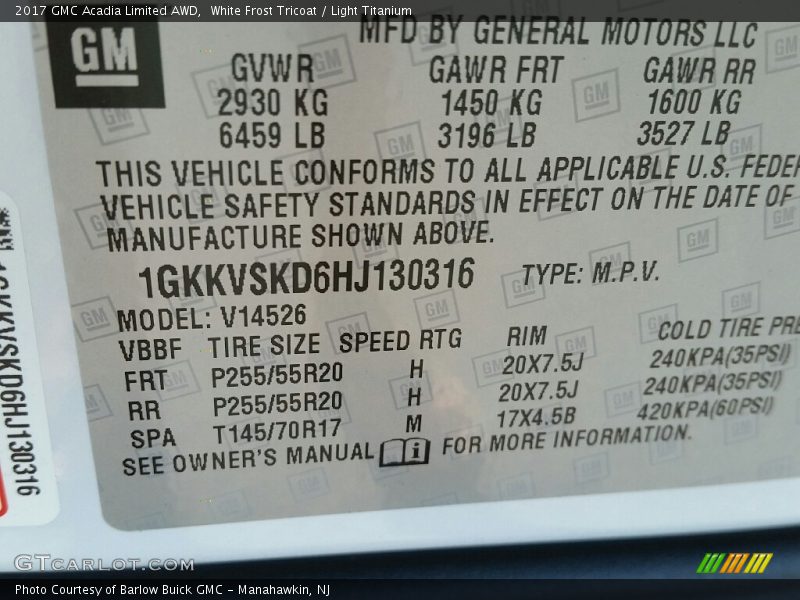 2017 GMC Acadia Limited AWD, White Frost Tricoat / Light Titanium
GM
MFD BY GENERAL MOTORS LLC
GVWR GAWR FRT GAWR RR
2930 KG 1450 KG 1600 KG
6459 LB 3196 LB 3527 LB
THIS VEHICLE CONFORMS TO ALL APPLICABLE U.S. FEDER
VEHICLE SAFETY STANDARDS IN EFFECT ON THE DATE OF
MANUFACTURE SHOWN ABOVE.
1GKKVSKD6HJ130316 TYPE: M.P.V.
MODEL: V14526
VBBF TIRE SIZE SPEED RTG RIM COLD TIRE PRE
FRT P255/55R20 H 20X7.5J 240KPA(35PSI)
RR P255/55R20 H 20X7.5J 240KPA(35PSI)
SPA T145/70R17 M 17X4.5B 420KPA(60PSI)
SEE OWNER'S MANUAL i FOR MORE INFORMATION.
1GKKVSKD6HJ130316
GTcarlot.com
Photo Courtesy of Barlow Buick GMC - Manahawkin, NJ